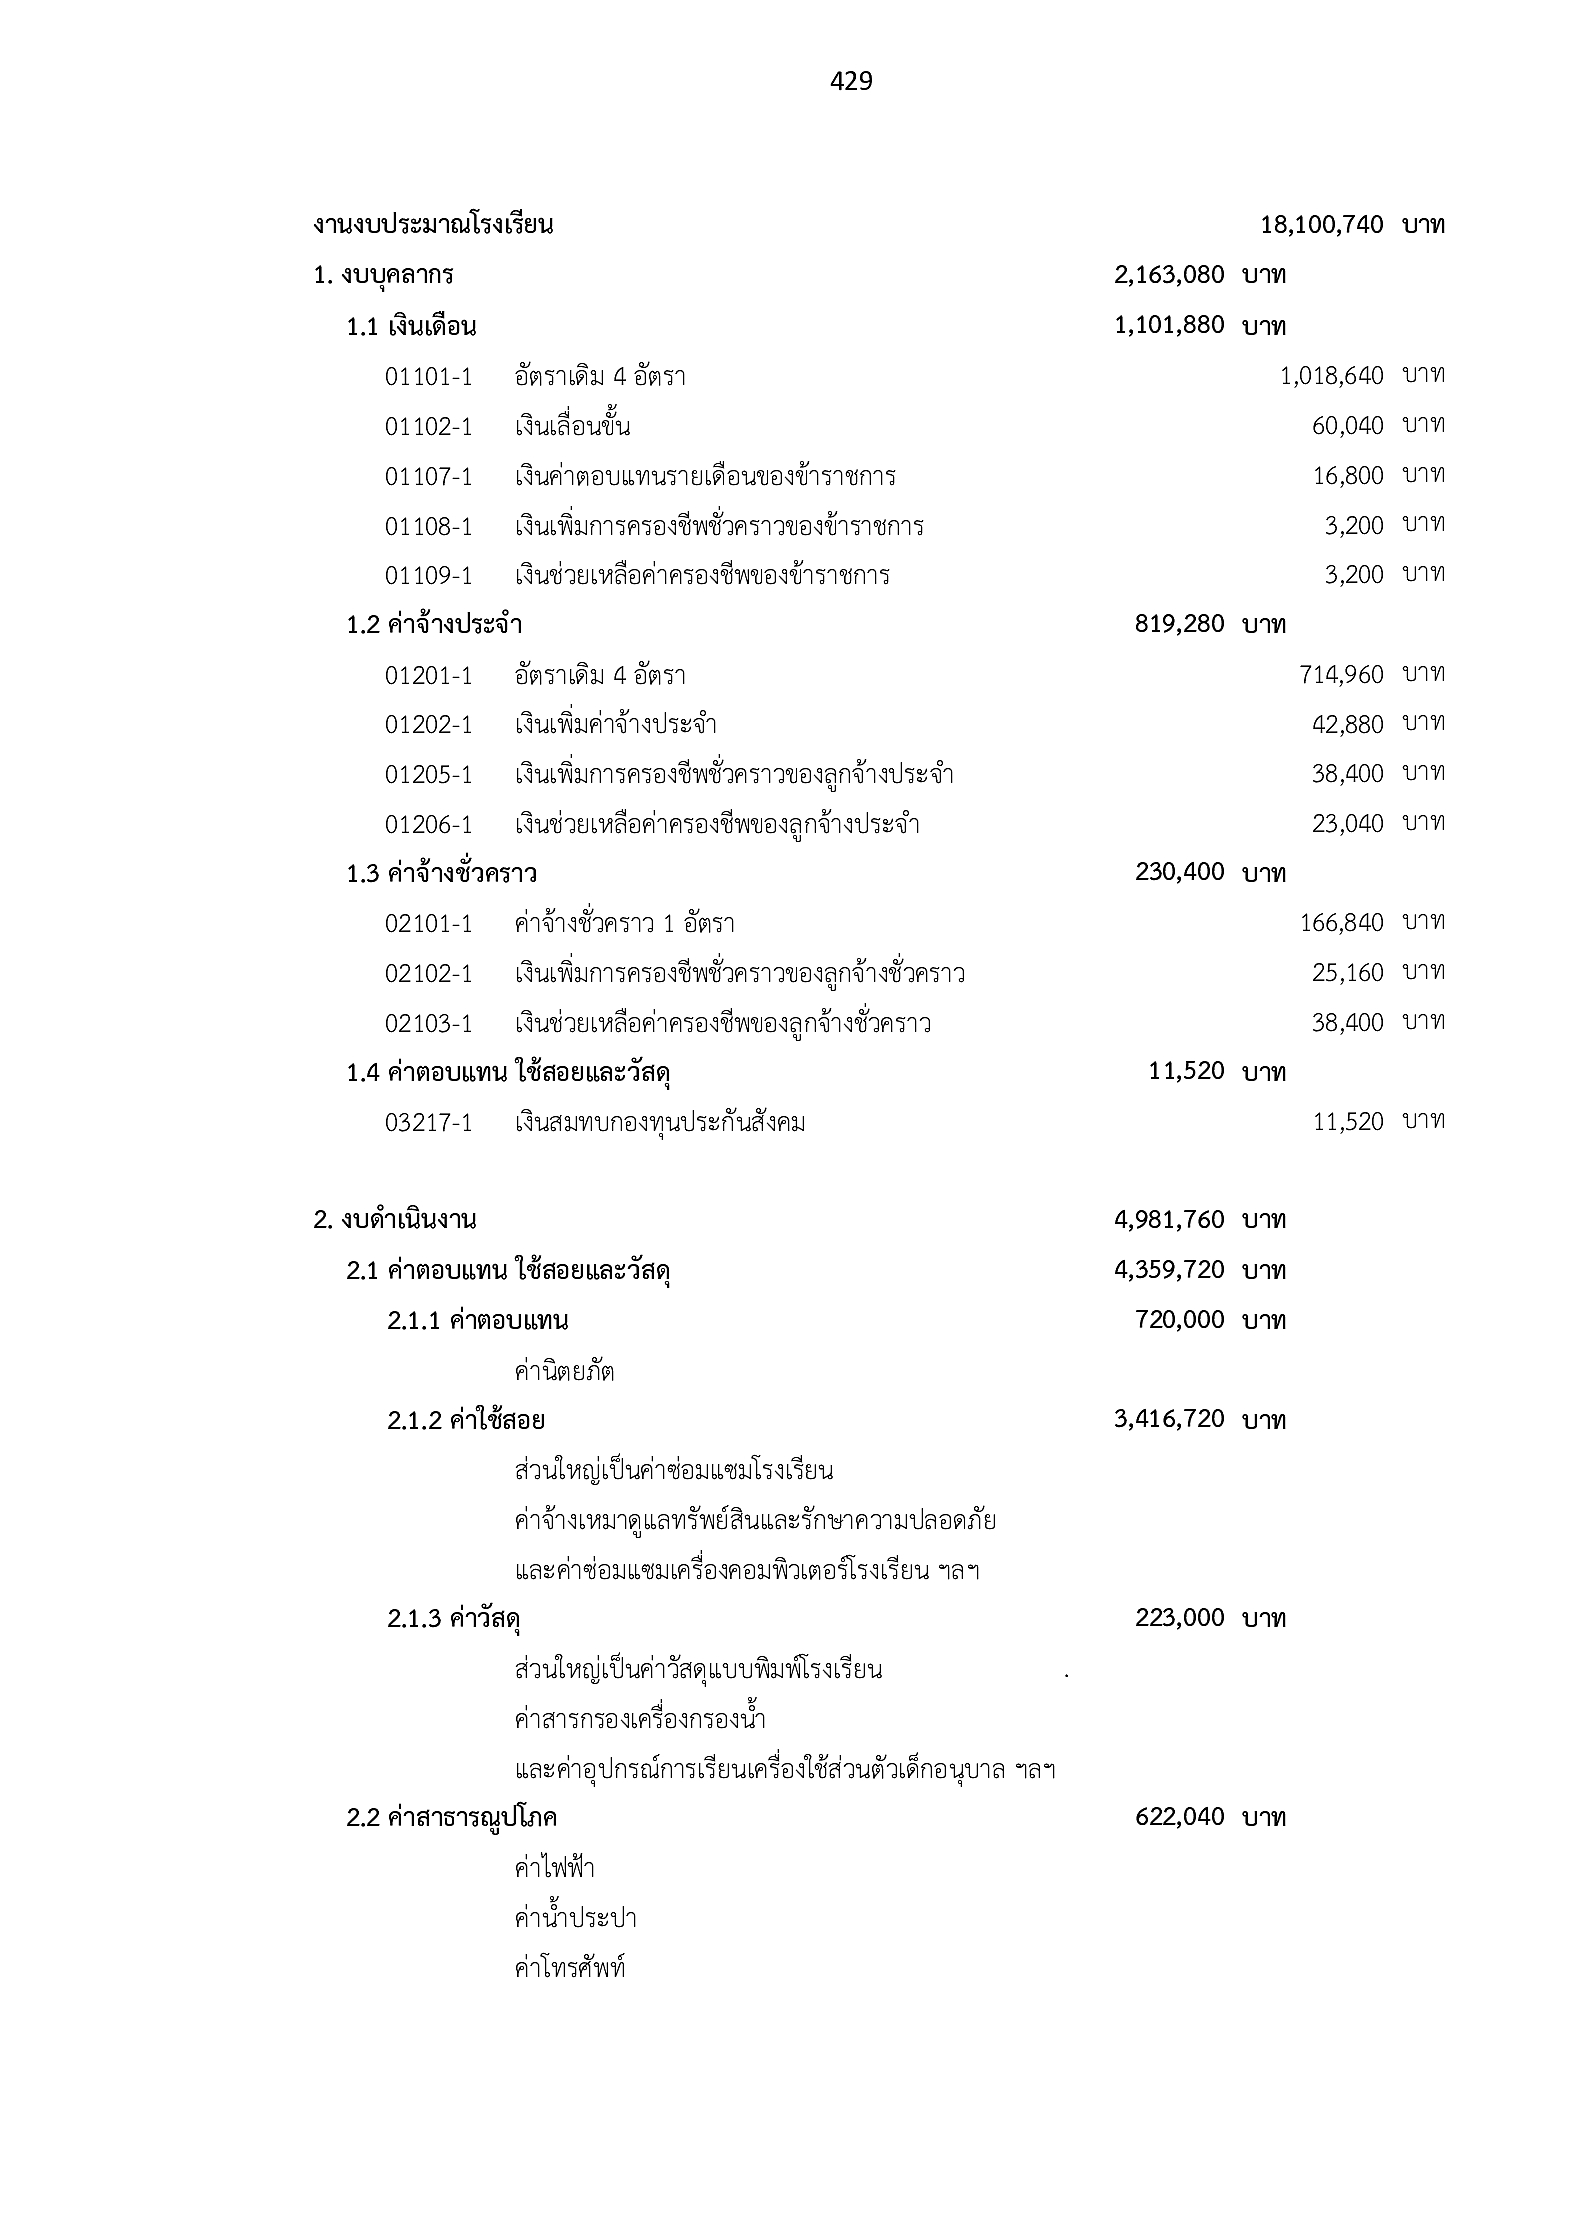 429
งานงบประมาณโรงเรียน 18,100,740 บาท
1. งบบุคลากร 2,163,080 บาท
1.1 เงินเดือน 1,101,880 บาท
01101-1 อัตราเดิม 4 อัตรา 1,018,640 บาท
01102-1 เงินเลื่อนขั้น 60,040 บาท
01107-1 เงินค่าตอบแทนรายเดือนของข้าราชการ 16,800 บาท
01108-1 เงินเพิ่มการครองชีพชั่วคราวของข้าราชการ 3,200 บาท
01109-1 เงินช่วยเหลือค่าครองชีพของข้าราชการ 3,200 บาท
1.2 ค่าจ้างประจำ 819,280 บาท
01201-1 อัตราเดิม 4 อัตรา 714,960 บาท
01202-1 เงินเพิ่มค่าจ้างประจำ 42,880 บาท
01205-1 เงินเพิ่มการครองชีพชั่วคราวของลูกจ้างประจำ 38,400 บาท
01206-1 เงินช่วยเหลือค่าครองชีพของลูกจ้างประจำ 23,040 บาท
1.3 ค่าจ้างชั่วคราว 230,400 บาท
02101-1 ค่าจ้างชั่วคราว 1 อัตรา 166,840 บาท
02102-1 เงินเพิ่มการครองชีพชั่วคราวของลูกจ้างชั่วคราว 25,160 บาท
02103-1 เงินช่วยเหลือค่าครองชีพของลูกจ้างชั่วคราว 38,400 บาท
1.4 ค่าตอบแทน ใช้สอยและวัสดุ 11,520 บาท
03217-1 เงินสมทบกองทุนประกันสังคม 11,520 บาท
2. งบดำเนินงาน 4,981,760 บาท
2.1 ค่าตอบแทน ใช้สอยและวัสดุ 4,359,720 บาท
2.1.1 ค่าตอบแทน 720,000 บาท
ค่านิตยภัต
2.1.2 ค่าใช้สอย 3,416,720 บาท
ส่วนใหญ่เป็นค่าซ่อมแซมโรงเรียน
ค่าจ้างเหมาดูแลทรัพย์สินและรักษาความปลอดภัย
และค่าซ่อมแซมเครื่องคอมพิวเตอร์โรงเรียน ฯลฯ
2.1.3 ค่าวัสดุ 223,000 บาท
ส่วนใหญ่เป็นค่าวัสดุแบบพิมพ์โรงเรียน .
ค่าสารกรองเครื่องกรองน้ำ
และค่าอุปกรณ์การเรียนเครื่องใช้ส่วนตัวเด็กอนุบาล ฯลฯ
2.2 ค่าสาธารณูปโภค 622,040 บาท
ค่าไฟฟ้า
ค่าน้ำประปา
ค่าโทรศัพท์